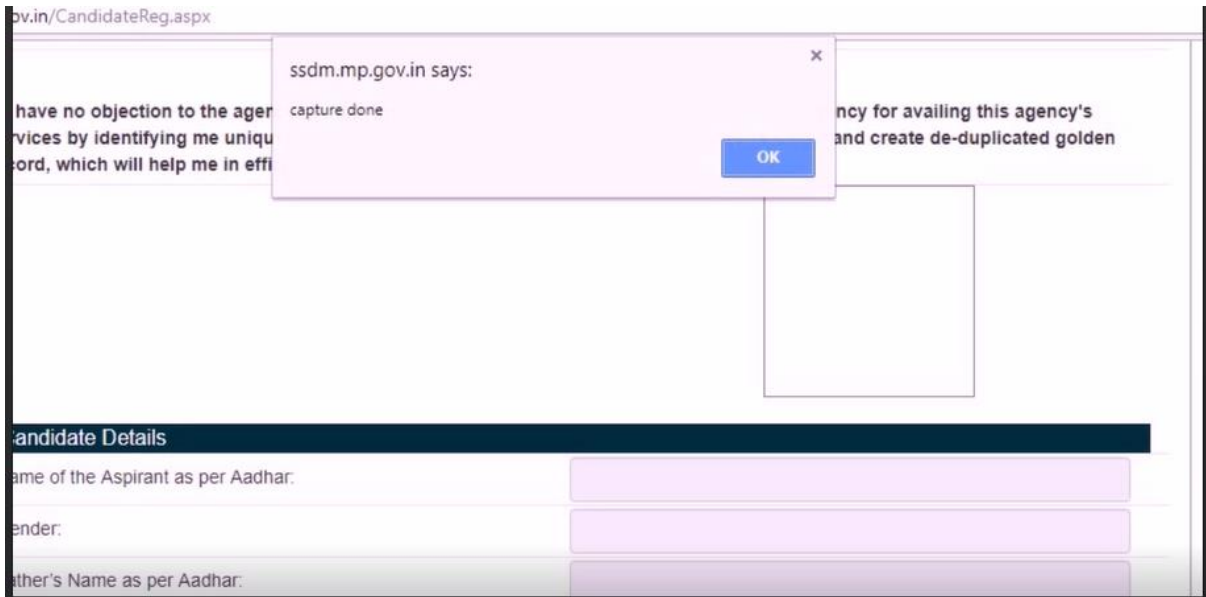 ov.in/CandidateReg.aspx
ssdm.mp.gov.in says:
×
capture done
OK
have no objection to the agen
ncy for availing this agency's
rvices by identifying me uniqu
and create de-duplicated golden
cord, which will help me in effi
andidate Details
ame of the Aspirant as per Aadhar:
ender:
ather's Name as per Aadhar: